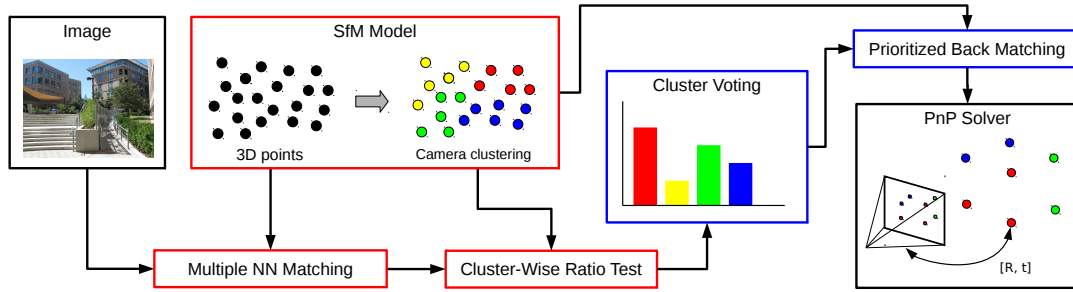 Image
SfM Model
3D points
Camera clustering
Multiple NN Matching
Cluster-Wise Ratio Test
Cluster Voting
Prioritized Back Matching
PnP Solver
[R, t]